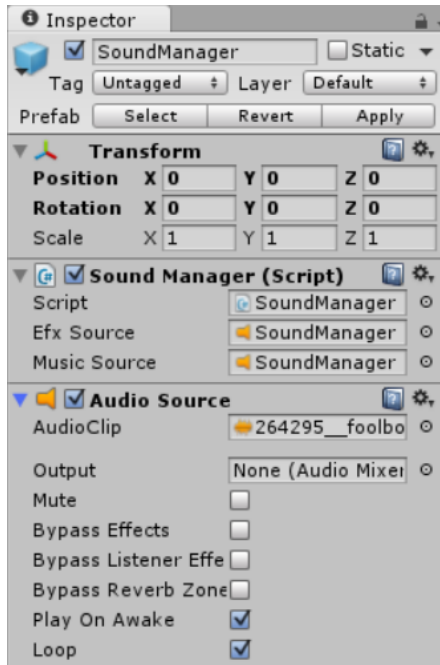 Inspector
SoundManager Static
Tag Untagged Layer Default
Prefab Select Revert Apply
Transform
Position X 0 Y 0 Z 0
Rotation X 0 Y 0 Z 0
Scale X 1 Y 1 Z 1
Sound Manager (Script)
Script SoundManager
Efx Source SoundManager
Music Source SoundManager
Audio Source
AudioClip 264295__foolbo
Output None (Audio Mixer
Mute
Bypass Effects
Bypass Listener Effe
Bypass Reverb Zone
Play On Awake
Loop